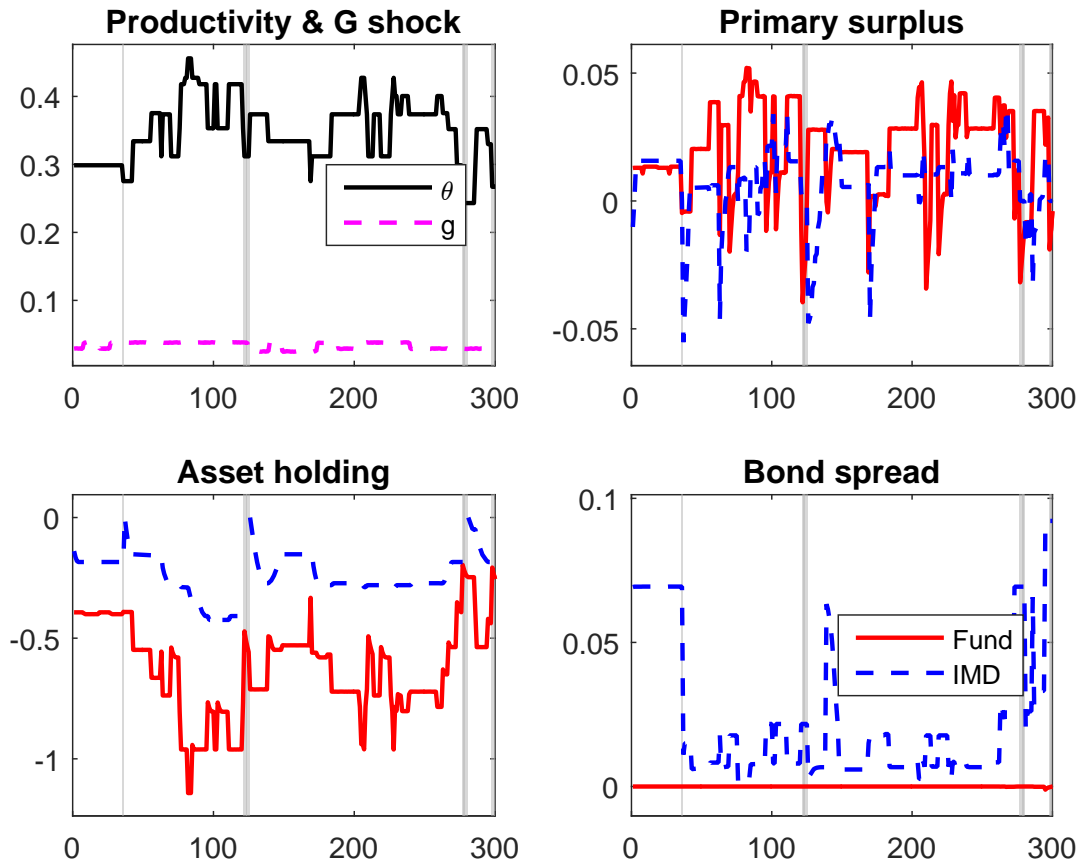 Productivity & G shock
0.4
0.3
0.2
0.1
0 100 200 300
θ
g
Primary surplus
0.05
0
-0.05
0 100 200 300
Asset holding
0
-0.5
-1
0 100 200 300
Bond spread
0.1
0.05
0
0 100 200 300
Fund
IMD